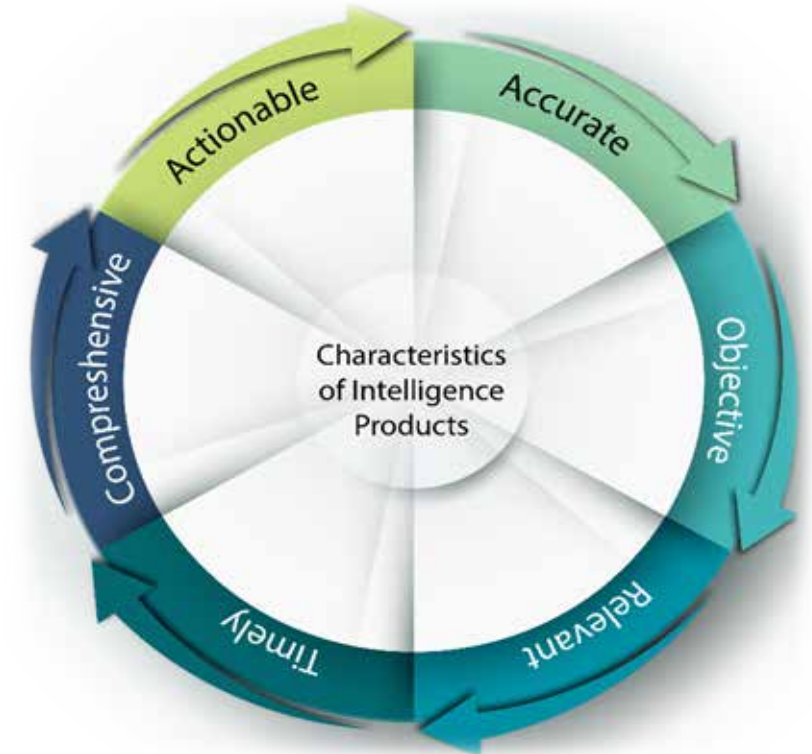 Characteristics
of Intelligence
Products
Accurate
Objective
Relevant
Timely
Compreshensive
Actionable